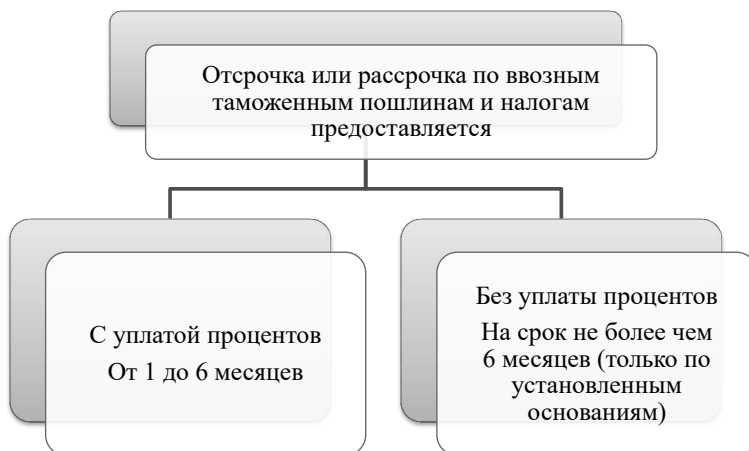 Отсрочка или рассрочка по ввозным
таможенным пошлинам и налогам
предоставляется
С уплатой процентов
От 1 до 6 месяцев
Без уплаты процентов
На срок не более чем
6 месяцев (только по
установленным
основаниям)